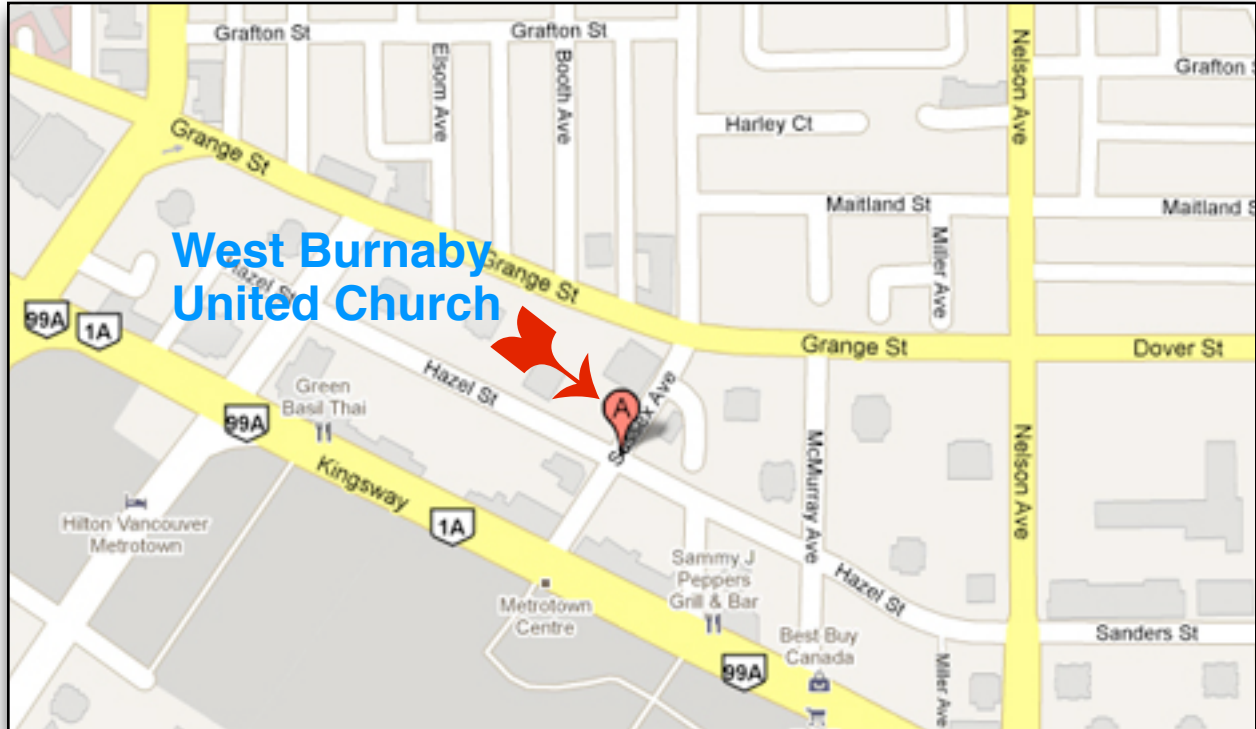 Grafton St
Grafton St
Grafton S
Elsom Ave
Booth Ave
Nelson Ave
Harley Ct
Grange St
Maitland St
Maitland S
Miller Ave
West Burnaby
United Church
Hazel St
Grange St
99A
1A
Grange St
Dover St
Hazel St
Green
Basil Thai
A
Sussex Ave
99A
Kingsway
McMurray Ave
Nelson Ave
Hilton Vancouver
Metrotown
1A
Sammy J
Peppers
Grill & Bar
Hazel St
Metrotown
Centre
Best Buy
Canada
Sanders St
99A
Miller Ave